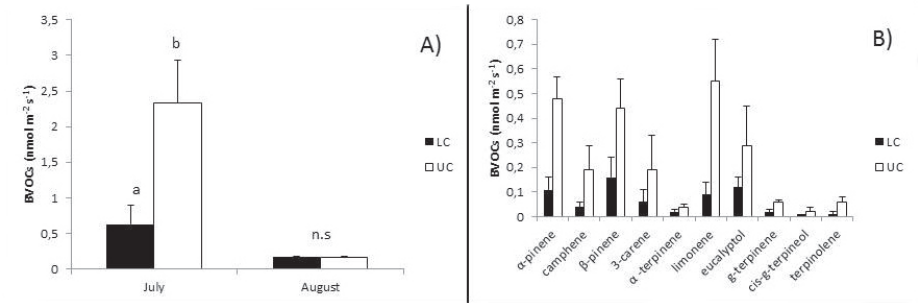 A)
BVOCs (nmol m⁻² s⁻¹)
3,5
3
2,5
2
1,5
1
0,5
0
a
b
n.s
July
August
LC
UC
B)
BVOCs (nmol m⁻² s⁻¹)
0,8
0,7
0,6
0,5
0,4
0,3
0,2
0,1
0
α-pinene
camphene
β-pinene
3-carene
α -terpinene
limonene
eucalyptol
g-terpinene
cis-g-terpineol
terpinolene
LC
UC